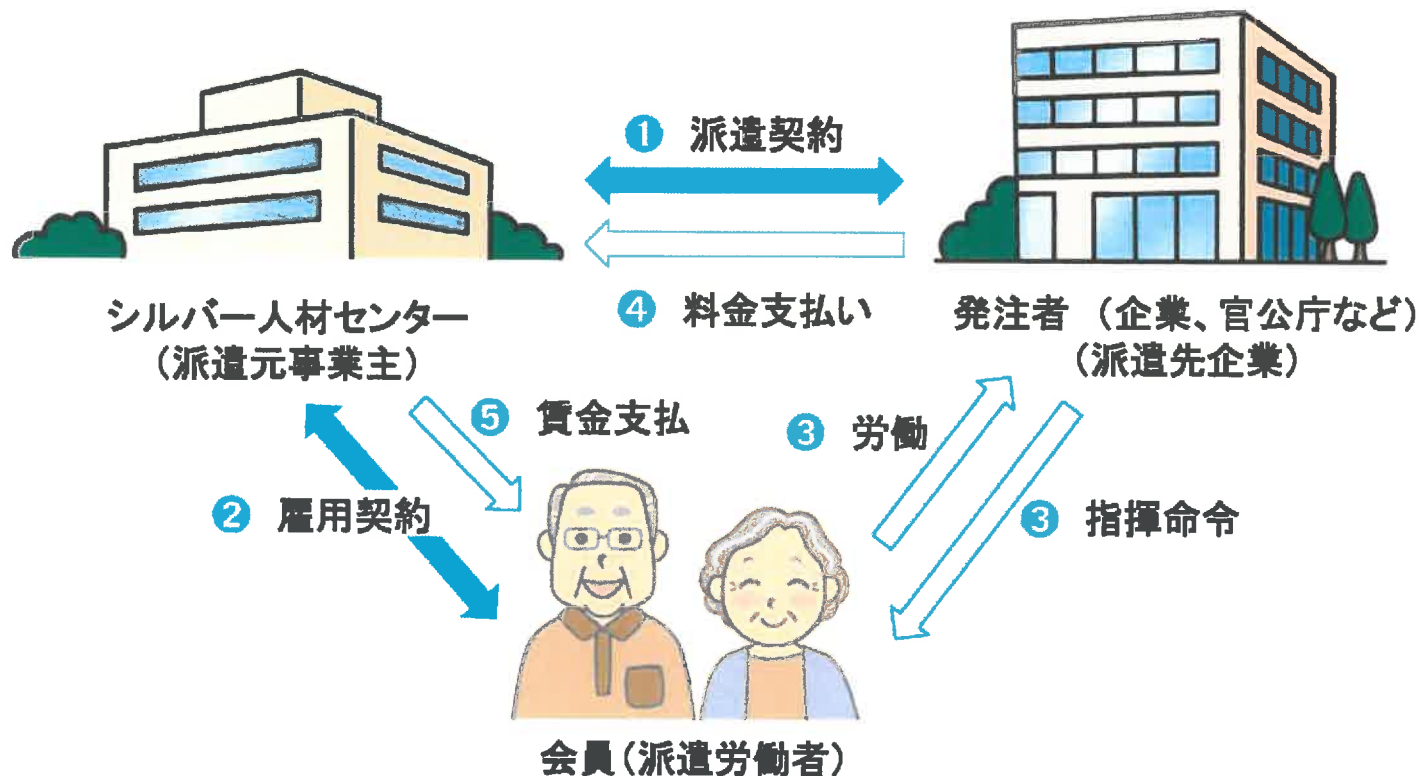 ❶ 派遣契約
❹ 料金支払い
シルバー人材センター
（派遣元事業主）
発注者 （企業、官公庁など）
（派遣先企業）
❺ 賃金支払
❸ 労働
❷ 雇用契約
❸ 指揮命令
会員（派遣労働者）